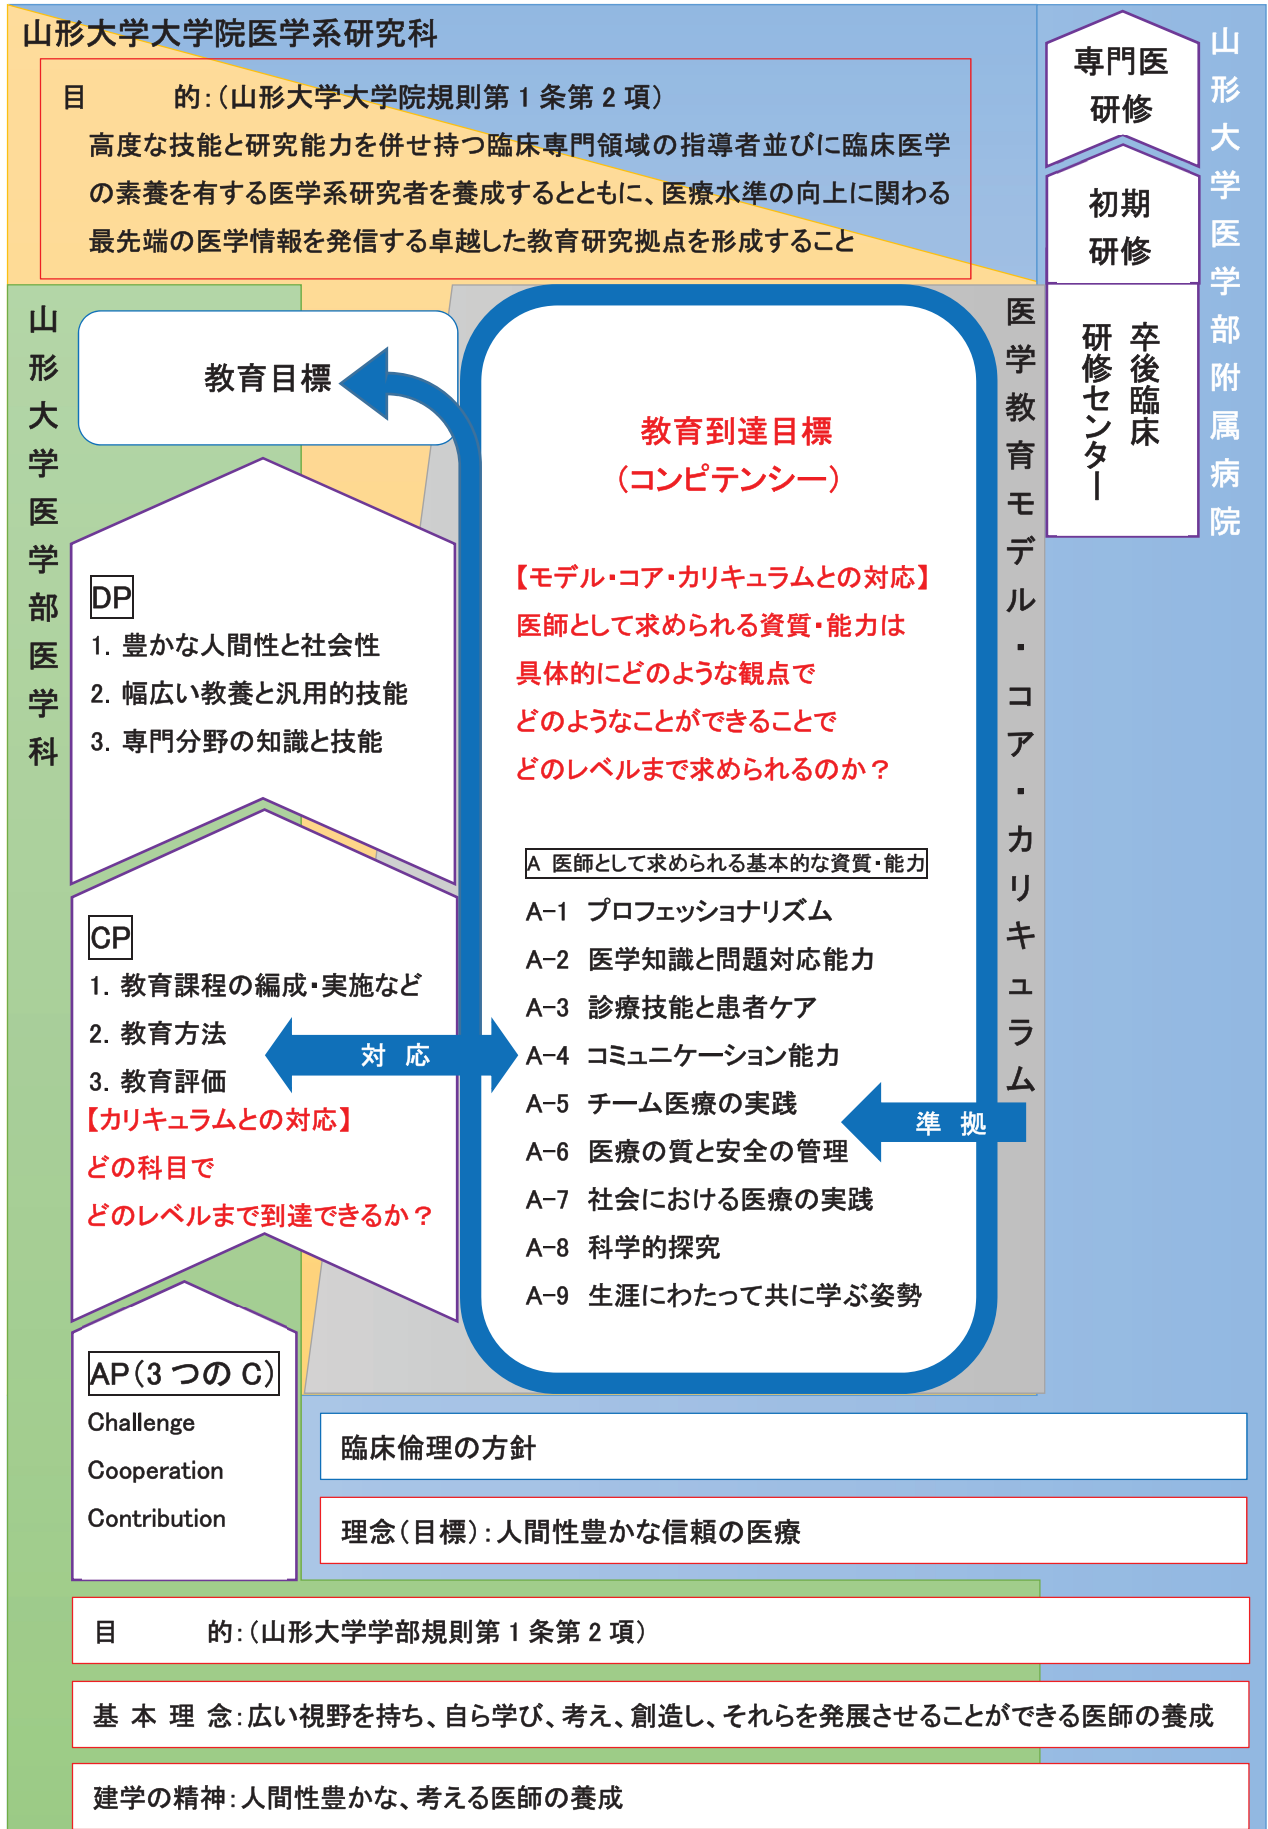 山形大学大学院医学系研究科
目　　　的：（山形大学大学院規則第 1 条第 2 項）
高度な技能と研究能力を併せ持つ臨床専門領域の指導者並びに臨床医学
の素養を有する医学系研究者を養成するとともに、医療水準の向上に関わる
最先端の医学情報を発信する卓越した教育研究拠点を形成すること
専門医
研修
初期
研修
卒後臨床
研修センター
山形大学医学部附属病院
山形大学医学部医学科
教育目標
DP
1. 豊かな人間性と社会性
2. 幅広い教養と汎用的技能
3. 専門分野の知識と技能
CP
1. 教育課程の編成・実施など
2. 教育方法
3. 教育評価
【カリキュラムとの対応】
どの科目で
どのレベルまで到達できるか？
対 応
AP（3 つの C）
Challenge
Cooperation
Contribution
教育到達目標
（コンピテンシー）
【モデル・コア・カリキュラムとの対応】
医師として求められる資質・能力は
具体的にどのような観点で
どのようなことができることで
どのレベルまで求められるのか？
A 医師として求められる基本的な資質・能力
A-1 プロフェッショナリズム
A-2 医学知識と問題対応能力
A-3 診療技能と患者ケア
A-4 コミュニケーション能力
A-5 チーム医療の実践
A-6 医療の質と安全の管理
A-7 社会における医療の実践
A-8 科学的探究
A-9 生涯にわたって共に学ぶ姿勢
準 拠
医学教育モデル・コア・カリキュラム
臨床倫理の方針
理念（目標）：人間性豊かな信頼の医療
目　　　的：（山形大学学部規則第 1 条第 2 項）
基 本 理 念：広い視野を持ち、自ら学び、考え、創造し、それらを発展させることができる医師の養成
建学の精神：人間性豊かな、考える医師の養成